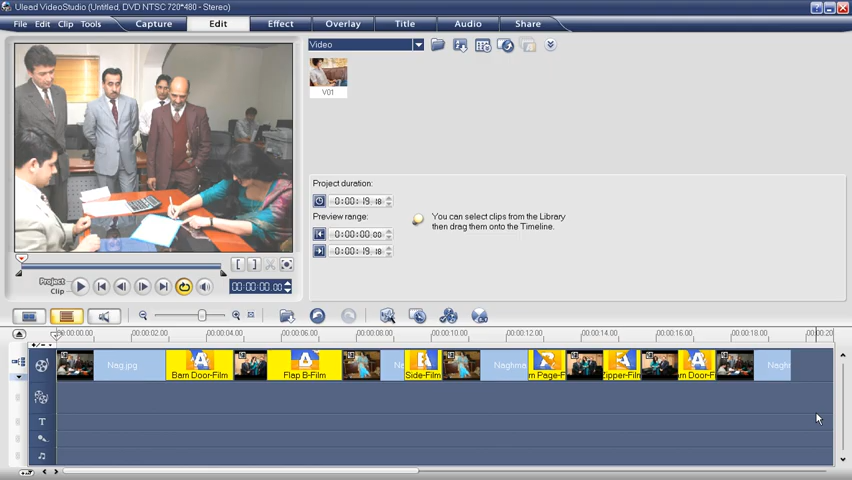 Ulead VideoStudio (Untitled, DVD NTSC 720*480 - Stereo)
File Edit Clip Tools Capture Edit Effect Overlay Title Audio Share
Video
V01
Project duration:
0:00:19.18
Preview range:
0:00:00.00
0:00:19.18
You can select clips from the Library
then drag them onto the Timeline.
Project
Clip
0:00:00.00
00:00:00.00 00:00:02.00 00:00:04.00 00:00:06.00 00:00:08.00 00:00:10.00 00:00:12.00 00:00:14.00 00:00:16.00 00:00:18.00 00:00:20
Nag.jpg Barn Door-Film Flap B-Film Side-Film Naghma Zipper-Film
T